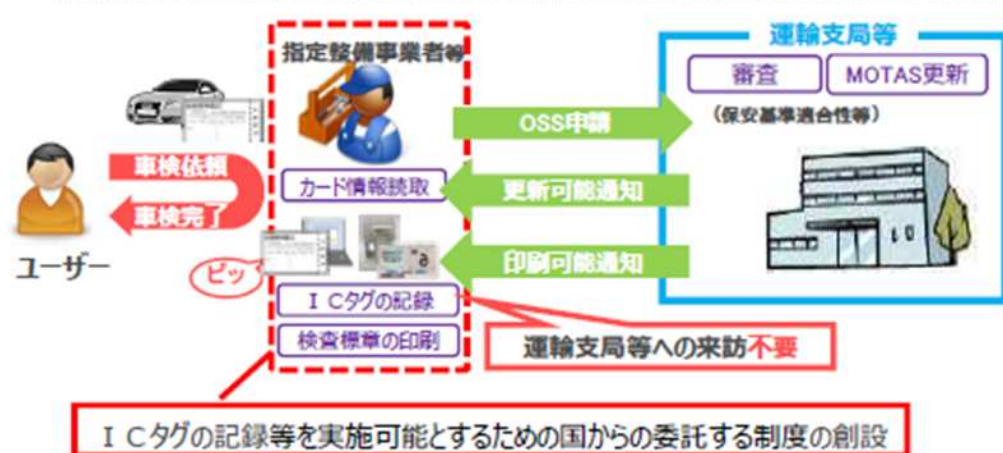 指定整備事業者等
運輸支局等
審査
MOTAS更新
(保安基準適合性等)
OSS申請
車検依頼
車検完了
カード情報読取
更新可能通知
印刷可能通知
ユーザー
ピッ
ＩＣタグの記録
検査標章の印刷
運輸支局等への来訪不要
ＩＣタグの記録等を実施可能とするための国からの委託する制度の創設